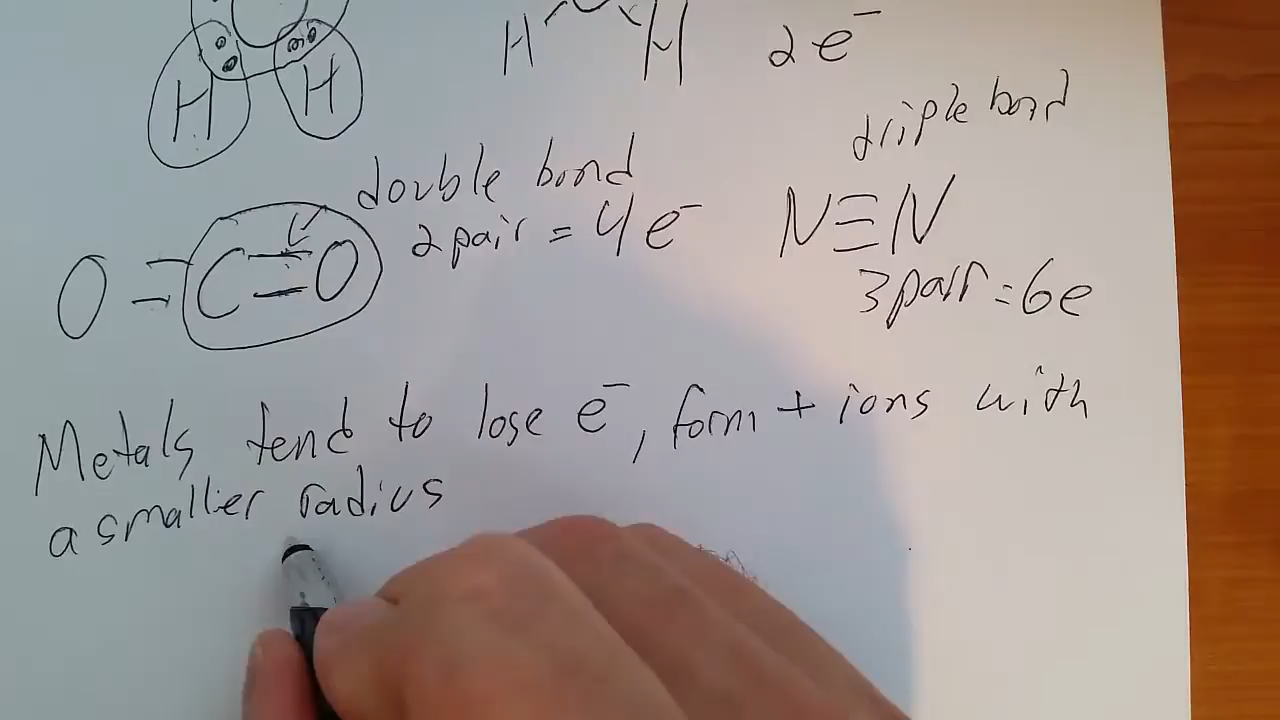 H H 2e⁻
H H
triple bond
double bond
2 pair = 4e⁻
N≡N
O=C=O
3 pair = 6e
Metals tend to lose e⁻, form + ions with
a smaller radius